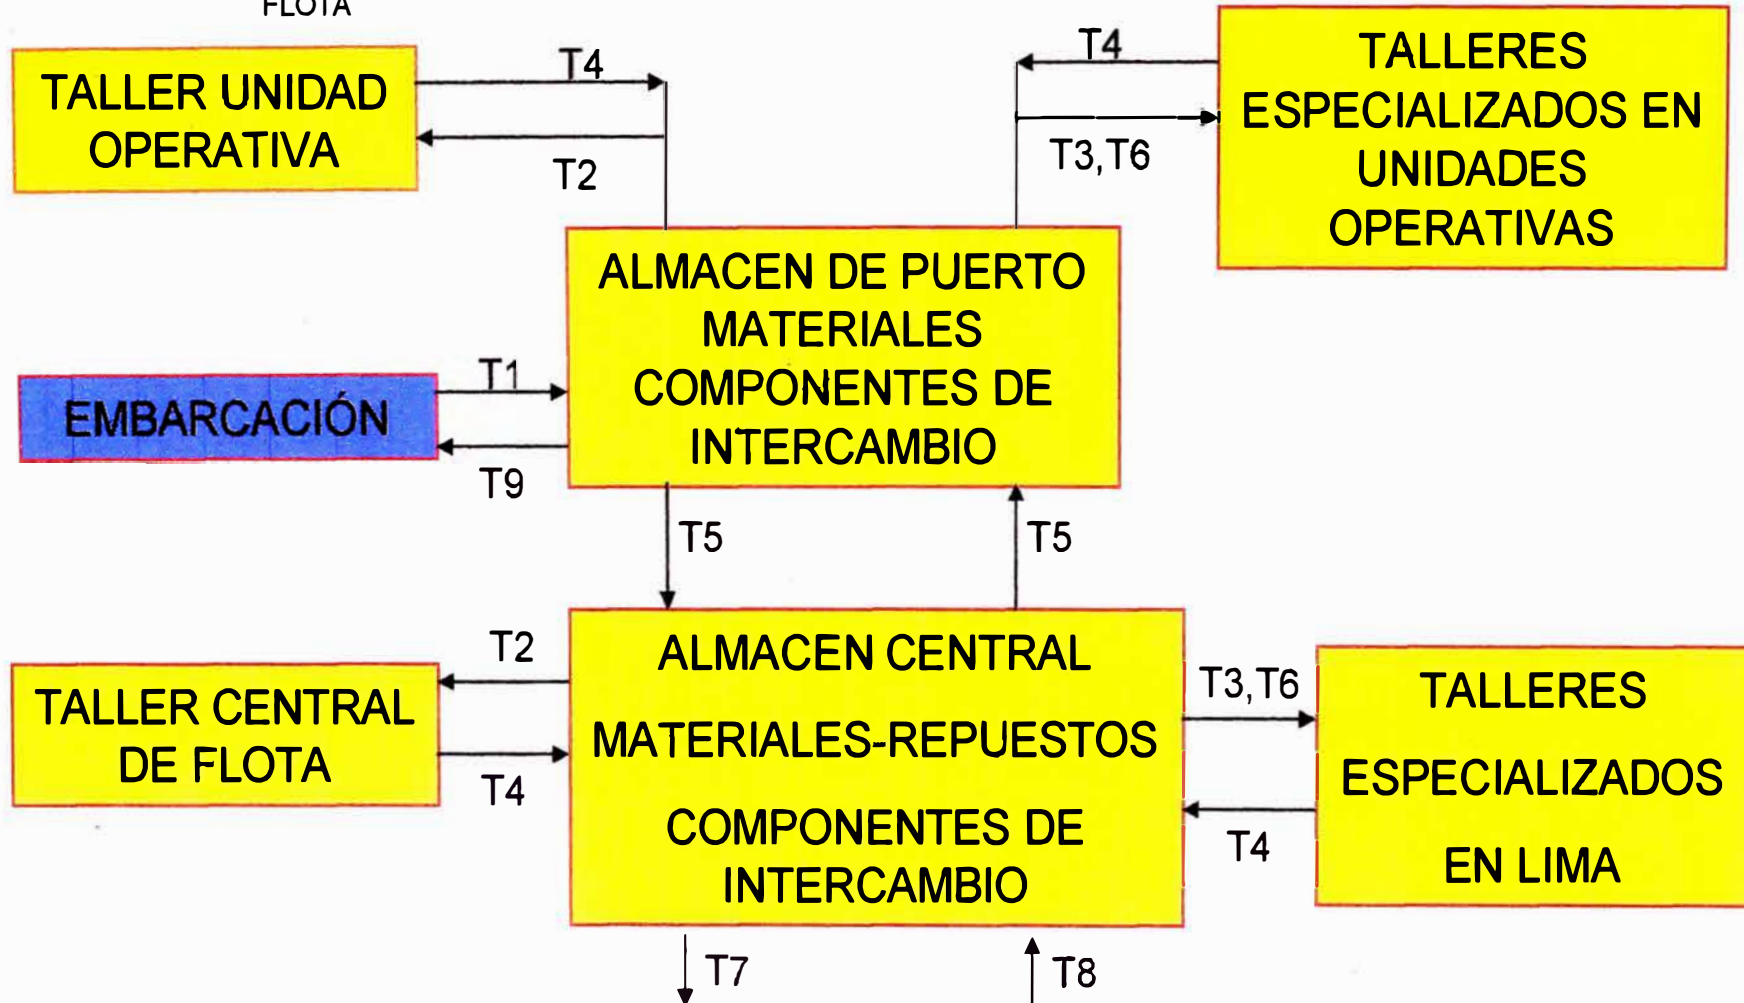 FLOTA
TALLER UNIDAD
OPERATIVA
T4
T2
T4
T3,T6
TALLERES
ESPECIALIZADOS EN
UNIDADES
OPERATIVAS
ALMACEN DE PUERTO
MATERIALES
COMPONENTES DE
INTERCAMBIO
EMBARCACIÓN
T1
T9
T5
T5
TALLER CENTRAL
DE FLOTA
T2
T4
ALMACEN CENTRAL
MATERIALES-REPUESTOS
COMPONENTES DE
INTERCAMBIO
T3,T6
T4
TALLERES
ESPECIALIZADOS
EN LIMA
T7
T8